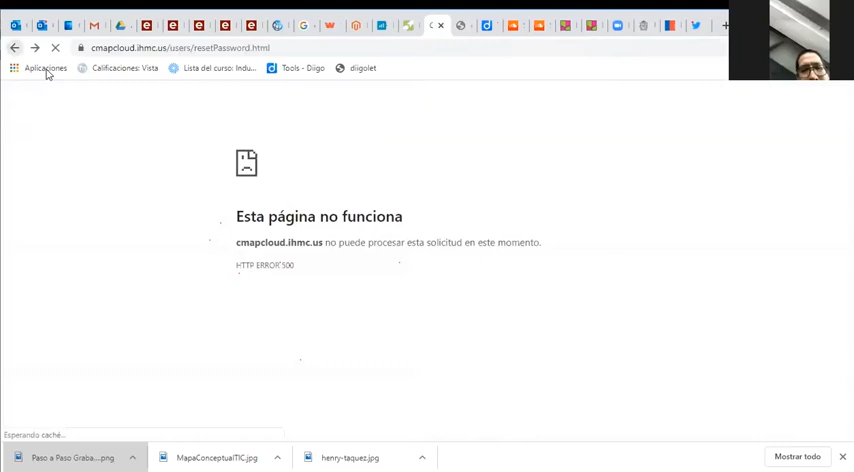 cmapcloud.ihmc.us/users/resetPassword.html
Aplicaciones Calificaciones: Vista Lista del curso: Indu... Tools - Diigo diigolet
Esta página no funciona
cmapcloud.ihmc.us no puede procesar esta solicitud en este momento.
HTTP ERROR 500
Esperando caché...
Paso a Paso Graba....png MapaConceptualTIC.jpg henry-taquez.jpg Mostrar todo